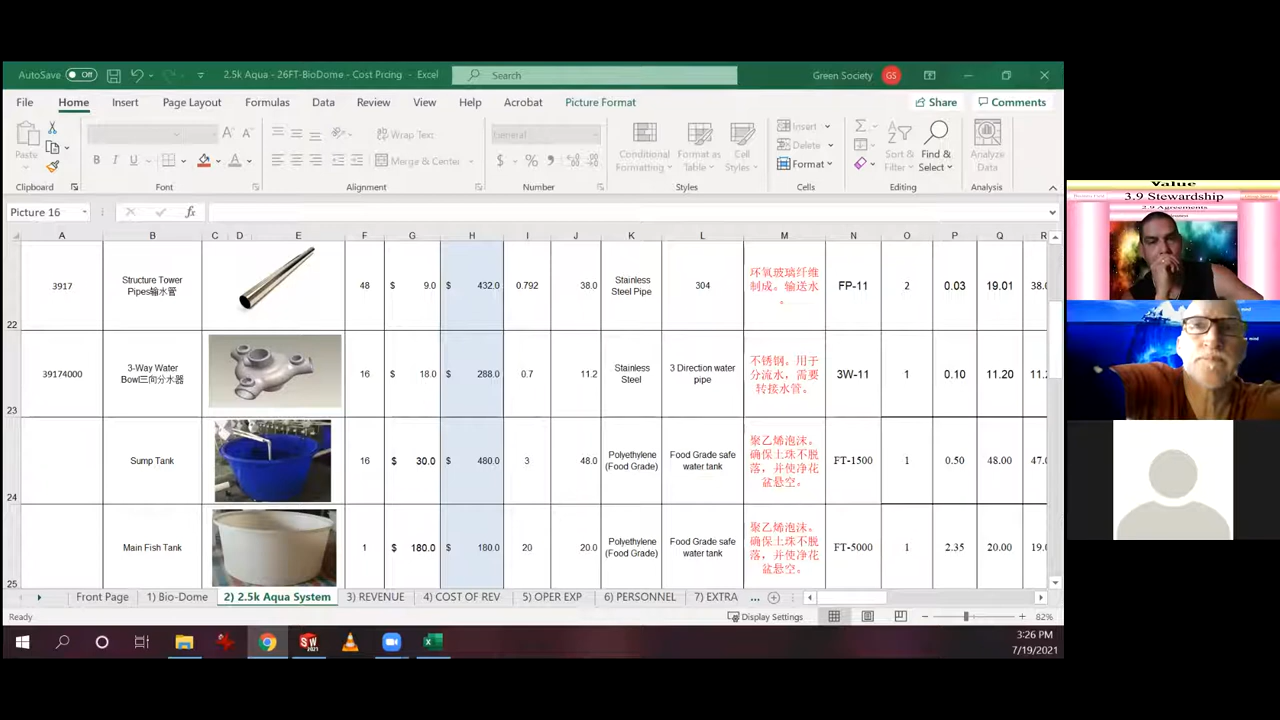 AutoSave Off 2.5k Aqua - 26FT-BioDome - Cost Prcing - Excel Search Green Society GS
File Home Insert Page Layout Formulas Data Review View Help Acrobat Picture Format Share Comments
Paste B I U Wrap Text Merge & Center General $ % Conditional Formatting Format as Table Cell Styles Insert Delete Format Sort & Filter Find & Select Analyze Data
Clipboard Font Alignment Number Styles Cells Editing Analysis
Picture 16 fx
A B C D E F G H I J K L M N O P Q R
22 3917 Structure Tower Pipes输水管 48 $ 9.0 $ 432.0 0.792 38.0 Stainless Steel Pipe 304 环氧玻璃纤维制成。输送水。 FP-11 2 0.03 19.01 38.
23 39174000 3-Way Water Bowl三向分水器 16 $ 18.0 $ 288.0 0.7 11.2 Stainless Steel 3 Direction water pipe 不锈钢。用于分流水，需要转接水管。 3W-11 1 0.10 11.20 11.2
24 Sump Tank 16 $ 30.0 $ 480.0 3 48.0 Polyethylene (Food Grade) Food Grade safe water tank 聚乙烯泡沫。确保土珠不脱落，并使净花盆悬空。 FT-1500 1 0.50 48.00 47.
25 Main Fish Tank 1 $ 180.0 $ 180.0 20 20.0 Polyethylene (Food Grade) Food Grade safe water tank 聚乙烯泡沫。确保土珠不脱落，并使净花盆悬空。 FT-5000 1 2.35 20.00 19.
Front Page 1) Bio-Dome 2) 2.5k Aqua System 3) REVENUE 4) COST OF REV 5) OPER EXP 6) PERSONNEL 7) EXTRA ...
Ready Display Settings 82%
3:26 PM
7/19/2021
Value
3.9 Stewardship
2.9 Agreements